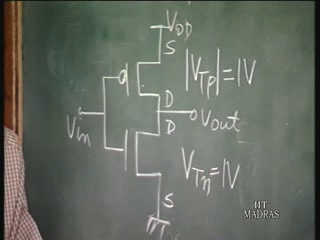 VDD
S
|VTp|=1V
D
Vin
Vout
D
VTn=1V
S
IIT
MADRAS